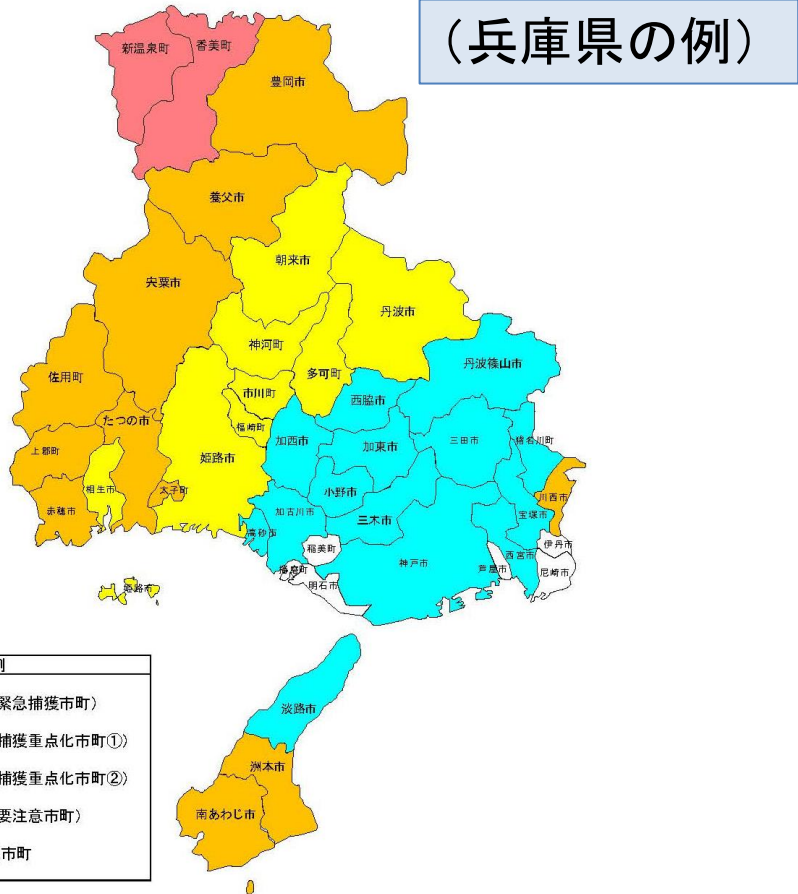 (兵庫県の例)
新温泉町
香美町
豊岡市
養父市
朝来市
宍粟市
丹波市
神河町
多可町
丹波篠山市
佐用町
市川町
西脇市
たつの市
福崎町
加西市
加東市
三田市
猪名川町
上郡町
姫路市
相生市
太子町
小野市
川西市
赤穂市
加古川市
三木市
宝塚市
高砂市
稲美町
神戸市
西宮市
伊丹市
播磨町
芦屋市
尼崎市
明石市
姫路市
淡路市
洲本市
南あわじ市
緊急捕獲市町)
捕獲重点化市町①)
捕獲重点化市町②)
要注意市町)
市町